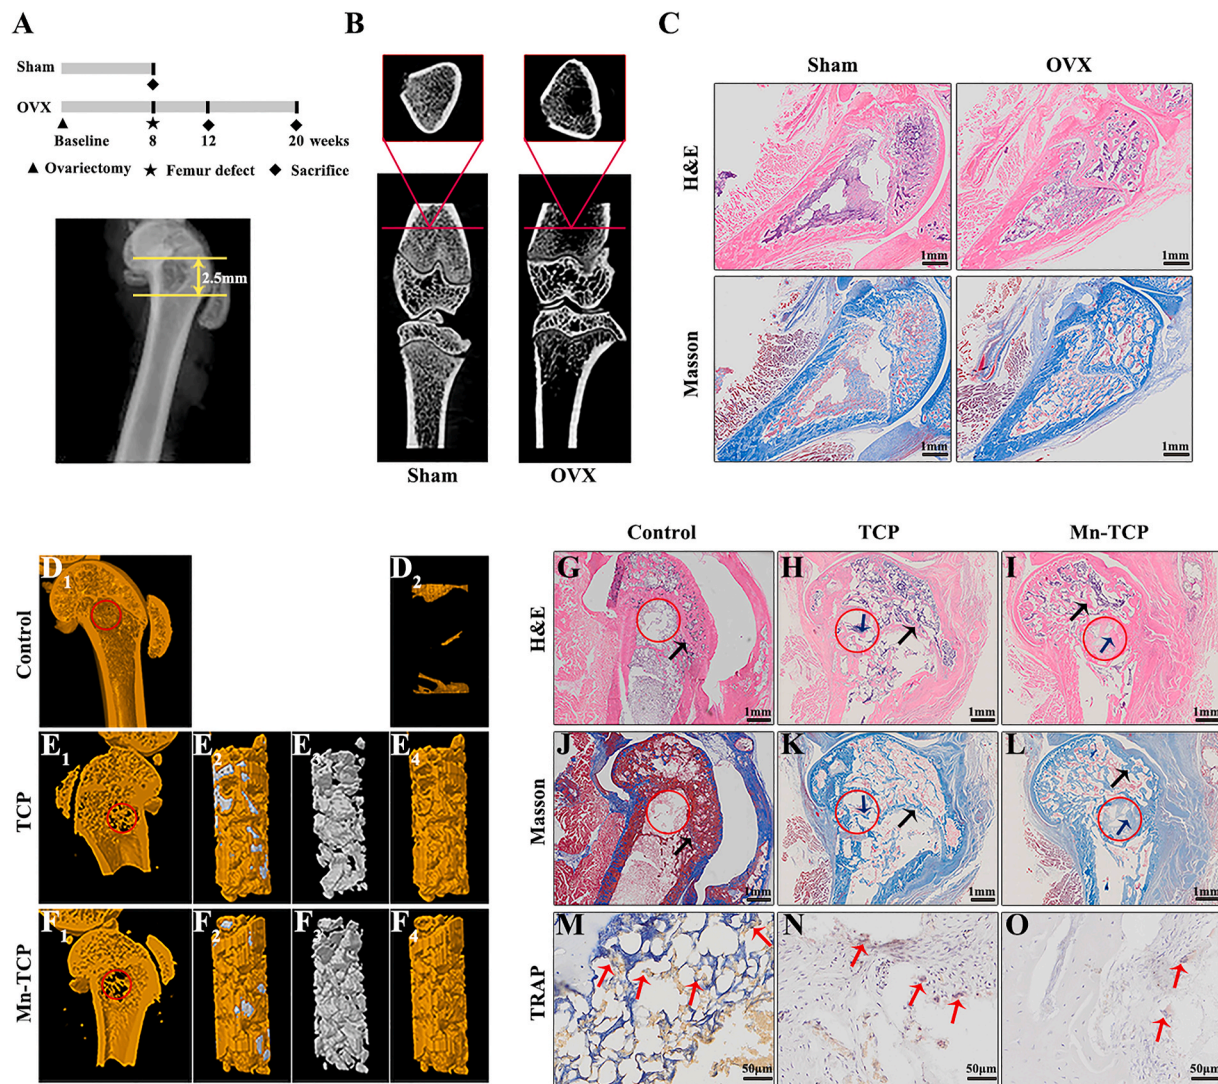 A
Sham
OVX
Baseline
8
12
20 weeks
Ovariectomy
Femur defect
Sacrifice
2.5mm
B
Sham
OVX
C
Sham
OVX
H&E
1mm
1mm
Masson
1mm
1mm
Control
D1
D2
TCP
E1
E2
E
E4
Mn-TCP
F1
F2
F
F4
Control
TCP
Mn-TCP
H&E
G
1mm
H
1mm
I
1mm
Masson
J
1mm
K
1mm
L
1mm
TRAP
M
50μm
N
50μm
O
50μm